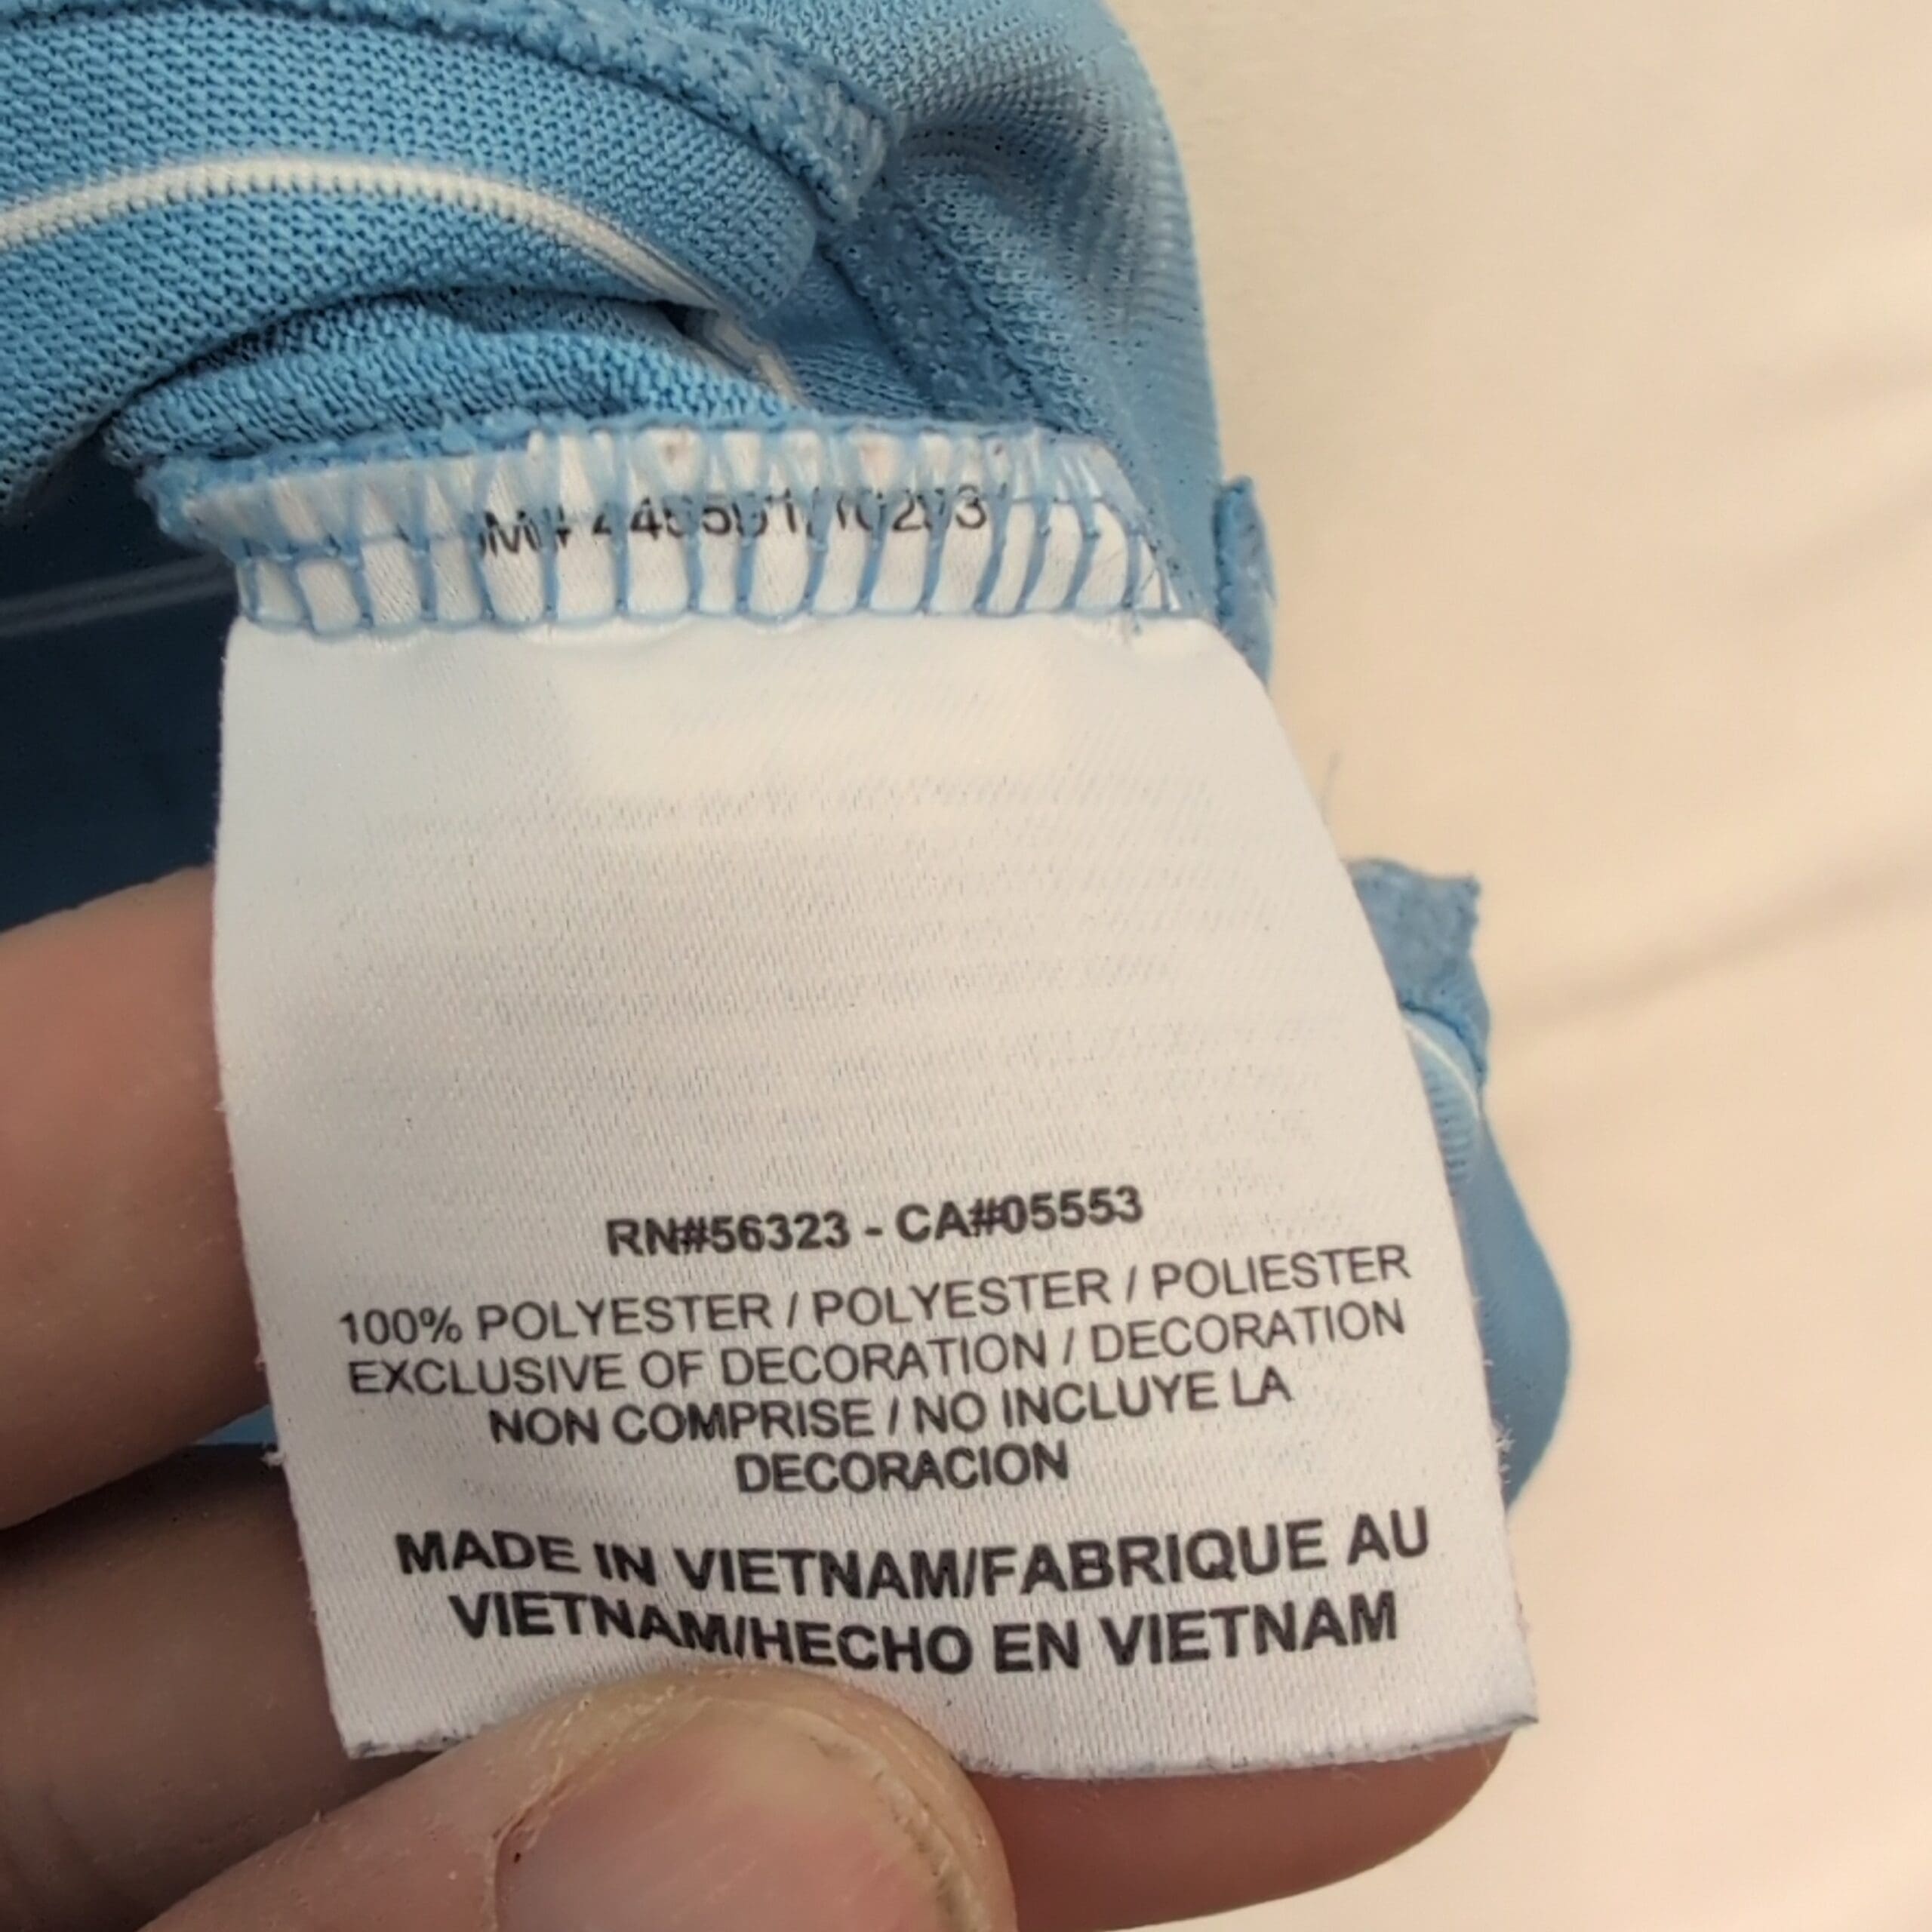 RN#56323 - CA#05553
100% POLYESTER / POLYESTER / POLIESTER
EXCLUSIVE OF DECORATION / DECORATION
NON COMPRISE / NO INCLUYE LA
DECORACION
MADE IN VIETNAM/FABRIQUE AU
VIETNAM/HECHO EN VIETNAM